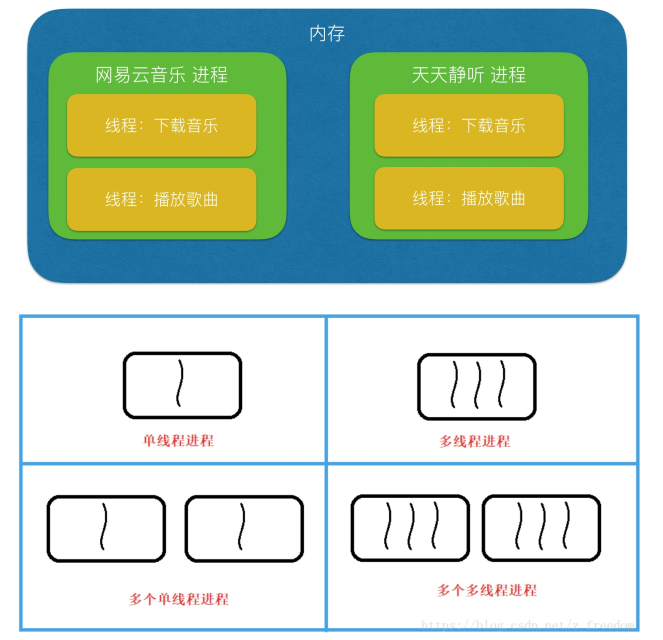 内存
网易云音乐 进程
天天静听 进程
线程：下载音乐
线程：下载音乐
线程：播放歌曲
线程：播放歌曲
单线程进程
多线程进程
多个单线程进程
多个多线程进程
https://blog.csdn.net/z_freedom